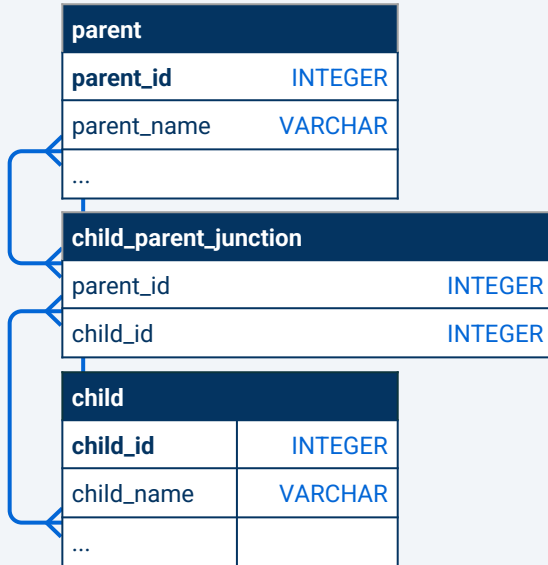 parent
parent_id INTEGER
parent_name VARCHAR
...
child_parent_junction
parent_id INTEGER
child_id INTEGER
child
child_id INTEGER
child_name VARCHAR
...